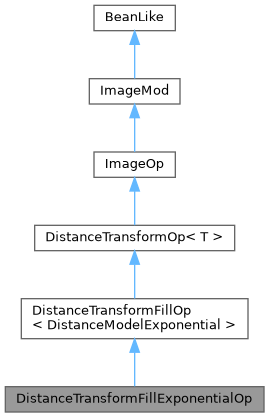 BeanLike
ImageMod
ImageOp
DistanceTransformOp< T >
DistanceTransformFillOp
< DistanceModelExponential >
DistanceTransformFillExponentialOp